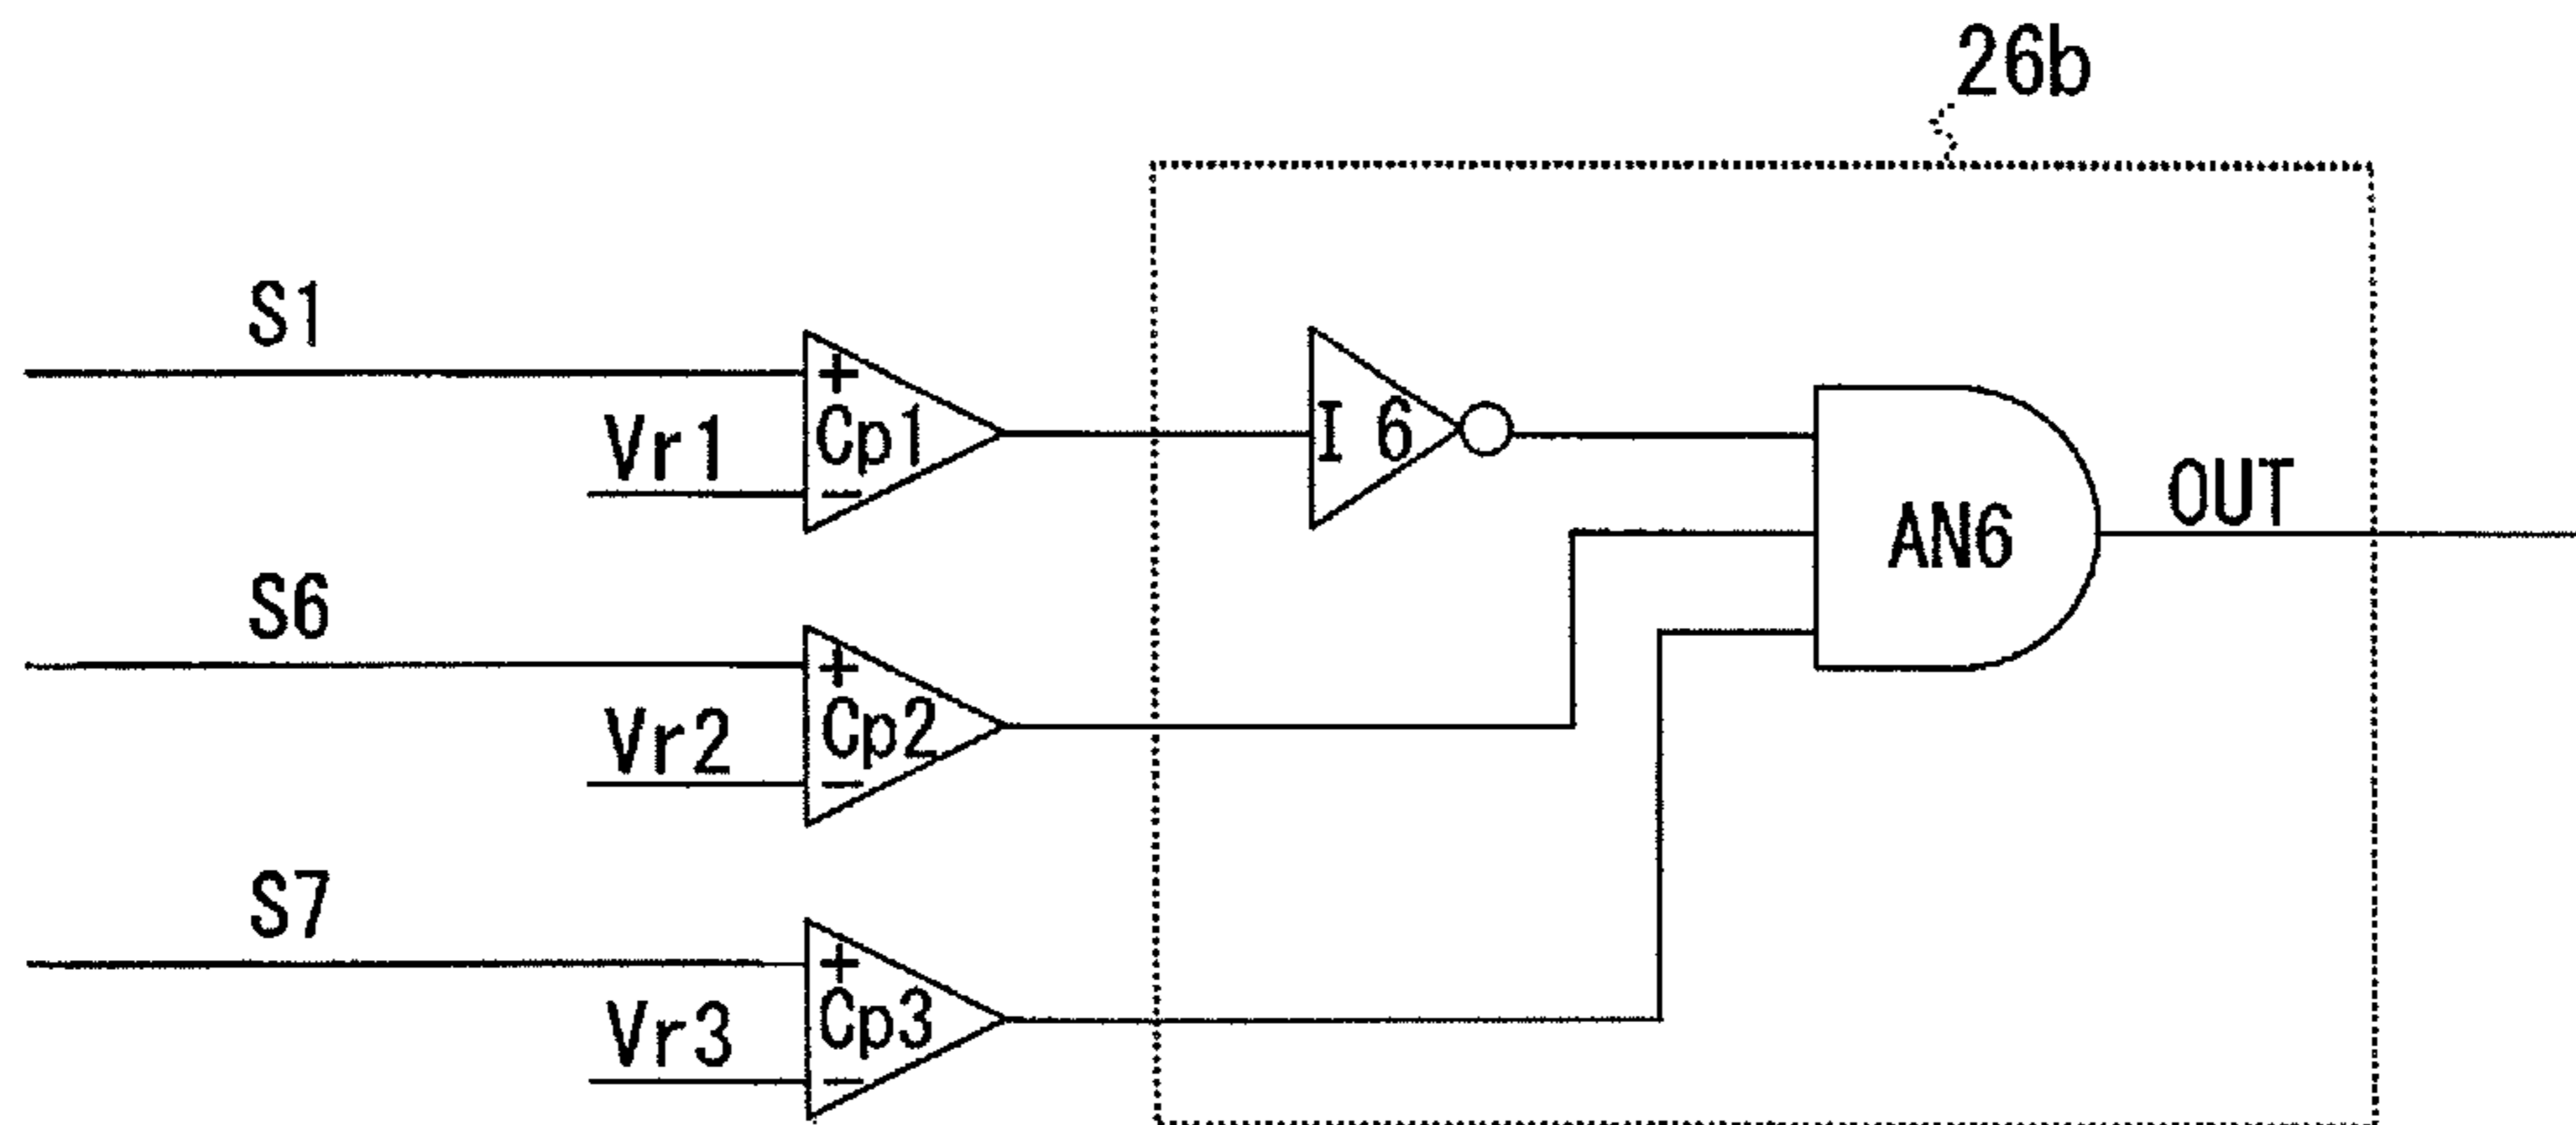 26b
S1
+
Cp1
Vr1
−
I 6
AN6
OUT
S6
+
Cp2
Vr2
−
S7
+
Cp3
Vr3
−